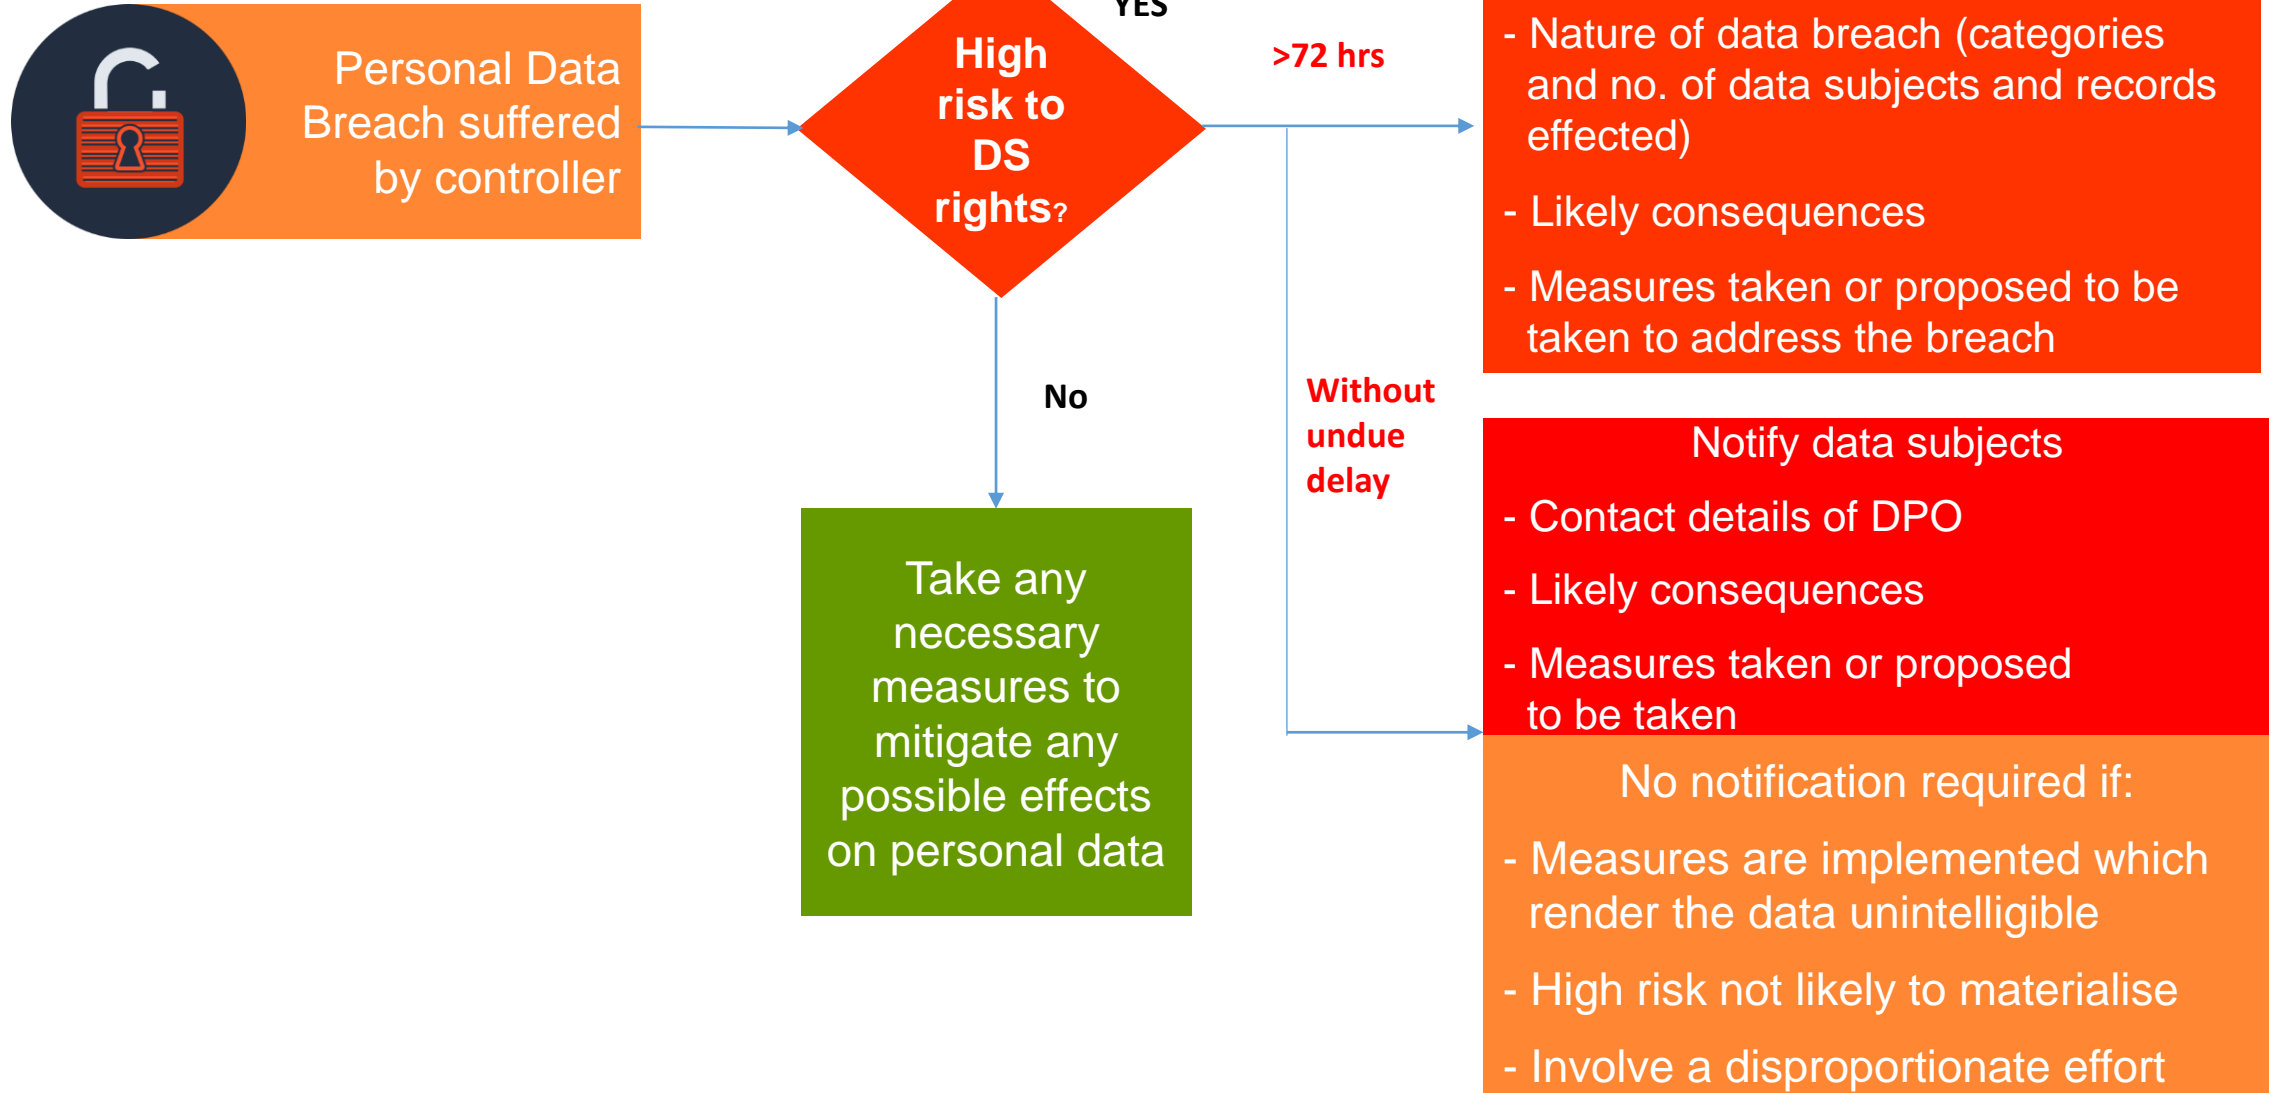 Personal Data
Breach suffered
by controller
High
risk to
DS
rights?
YES
>72 hrs
- Nature of data breach (categories
and no. of data subjects and records
effected)
- Likely consequences
- Measures taken or proposed to be
taken to address the breach
No
Without
undue
delay
Take any
necessary
measures to
mitigate any
possible effects
on personal data
Notify data subjects
- Contact details of DPO
- Likely consequences
- Measures taken or proposed
to be taken
No notification required if:
- Measures are implemented which
render the data unintelligible
- High risk not likely to materialise
- Involve a disproportionate effort